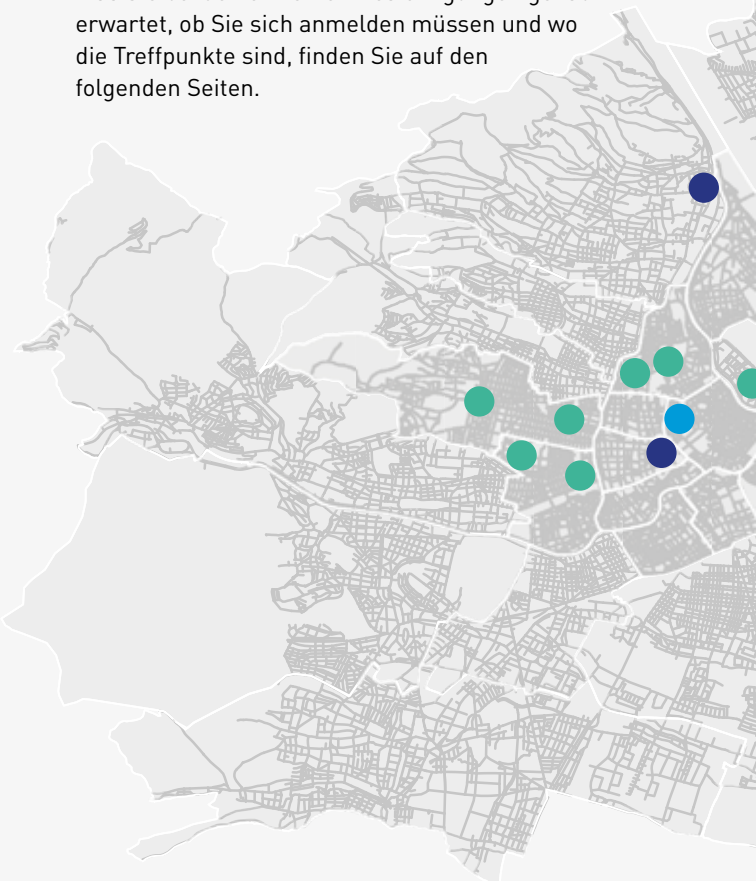 erwartet, ob Sie sich anmelden müssen und wo
die Treffpunkte sind, finden Sie auf den
folgenden Seiten.